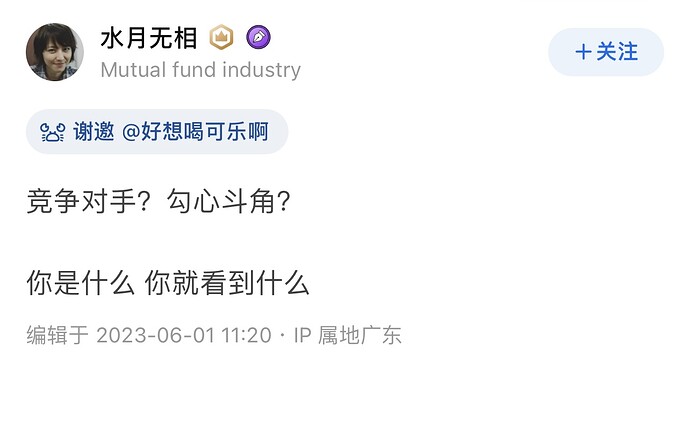 水月无相
Mutual fund industry
+关注
谢邀 @好想喝可乐啊
竞争对手？勾心斗角？
你是什么 你就看到什么
编辑于 2023-06-01 11:20 · IP 属地广东